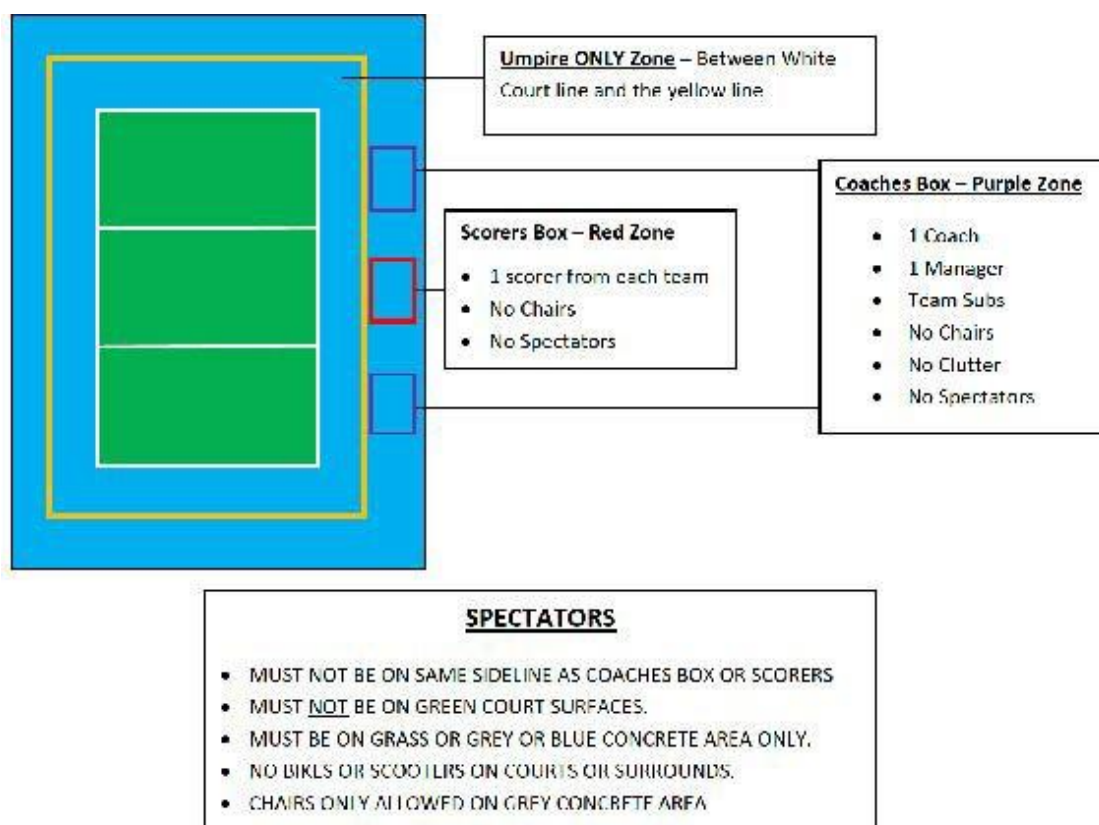 Umpire ONLY Zone – Between White
Court line and the yellow line
Coaches Box – Purple Zone
• 1 Coach
• 1 Manager
• Team Subs
• No Chairs
• No Clutter
• No Spectators
Scorers Box – Red Zone
• 1 scorer from each team
• No Chairs
• No Spectators
SPECTATORS
• MUST NOT BE ON SAME SIDELINE AS COACHES BOX OR SCORERS
• MUST NOT BE ON GREEN COURT SURFACES.
• MUST BE ON GRASS OR GREY OR BLUE CONCRETE AREA ONLY.
• NO BIKES OR SCOOTERS ON COURTS OR SURROUNDS.
• CHAIRS ONLY ALLOWED ON GREY CONCRETE AREA